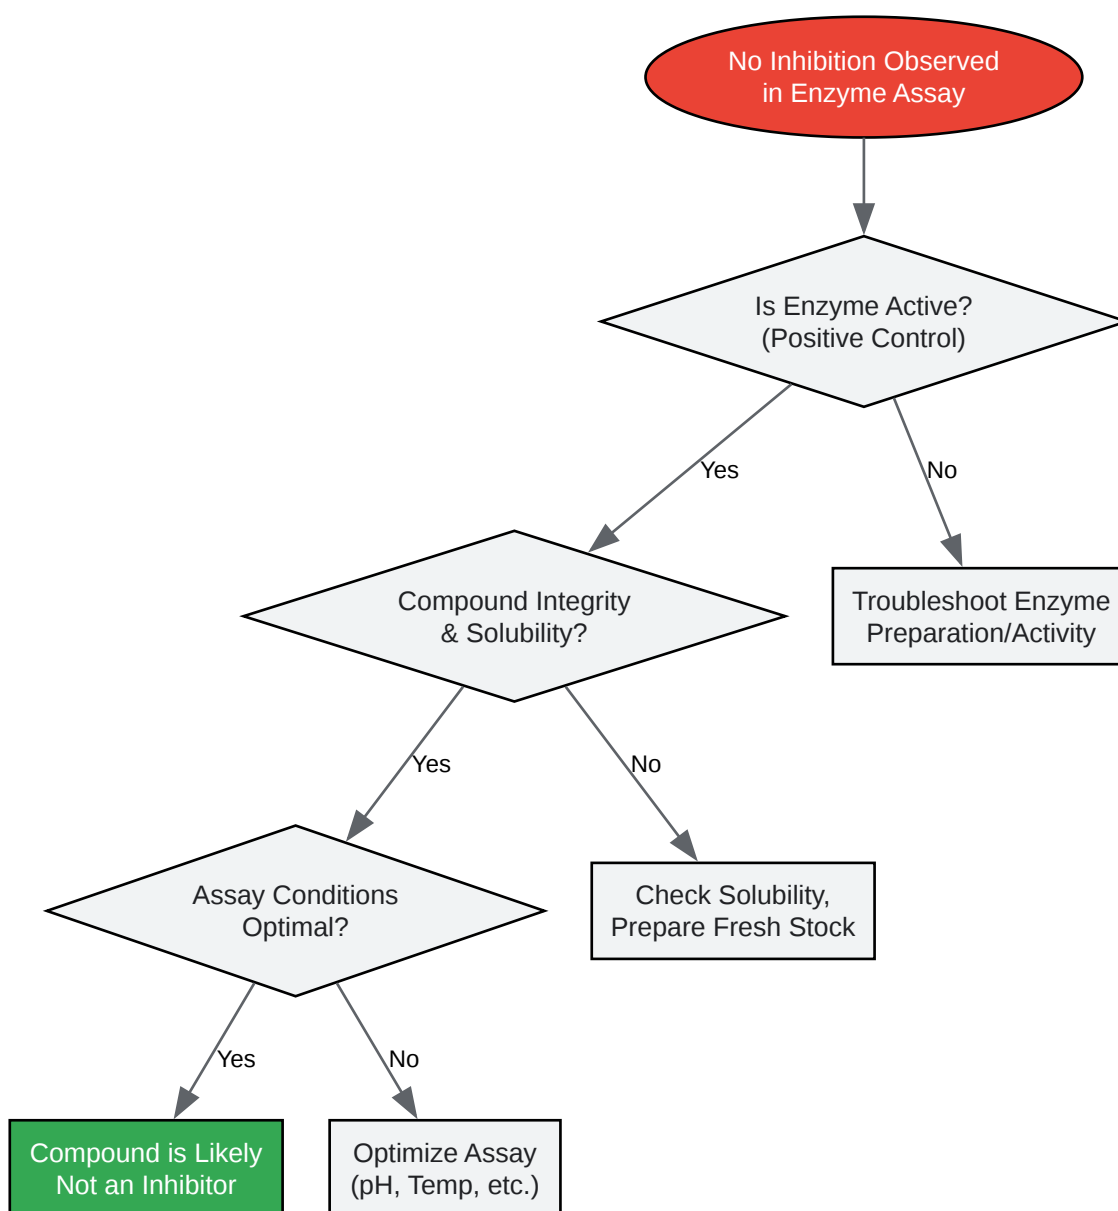 No Inhibition Observed
in Enzyme Assay
Is Enzyme Active?
(Positive Control)
Yes
No
Compound Integrity
& Solubility?
Troubleshoot Enzyme
Preparation/Activity
Yes
No
Assay Conditions
Optimal?
Check Solubility,
Prepare Fresh Stock
Yes
No
Compound is Likely
Not an Inhibitor
Optimize Assay
(pH, Temp, etc.)